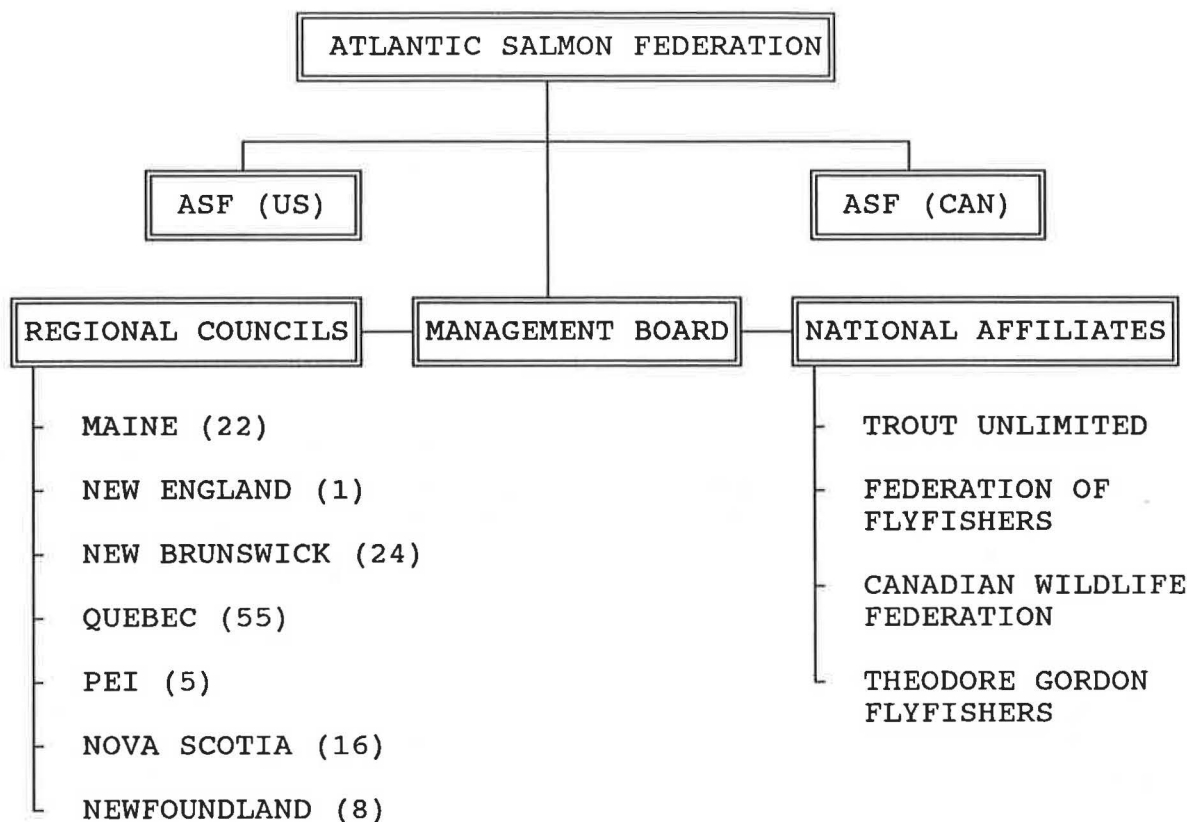 ATLANTIC SALMON FEDERATION
ASF (US)
ASF (CAN)
REGIONAL COUNCILS
MANAGEMENT BOARD
NATIONAL AFFILIATES
MAINE (22)
NEW ENGLAND (1)
NEW BRUNSWICK (24)
QUEBEC (55)
PEI (5)
NOVA SCOTIA (16)
NEWFOUNDLAND (8)
TROUT UNLIMITED
FEDERATION OF
FLYFISHERS
CANADIAN WILDLIFE
FEDERATION
THEODORE GORDON
FLYFISHERS